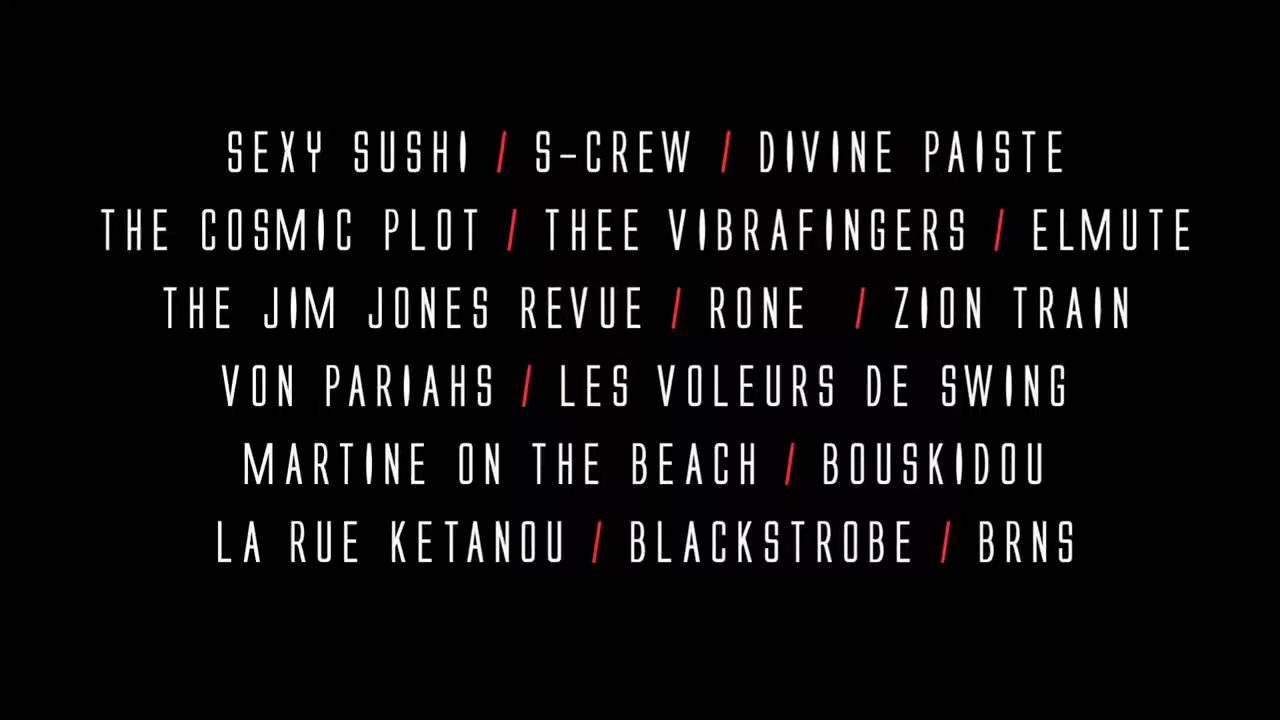 SEXY SUSHI / S-CREW / DIVINE PAISTE
THE COSMIC PLOT / THEE VIBRAFINGERS / ELMUTE
THE JIM JONES REVUE / RONE / ZION TRAIN
VON PARIAHS / LES VOLEURS DE SWING
MARTINE ON THE BEACH / BOUSKIDOU
LA RUE KETANOU / BLACKSTROBE / BRNS